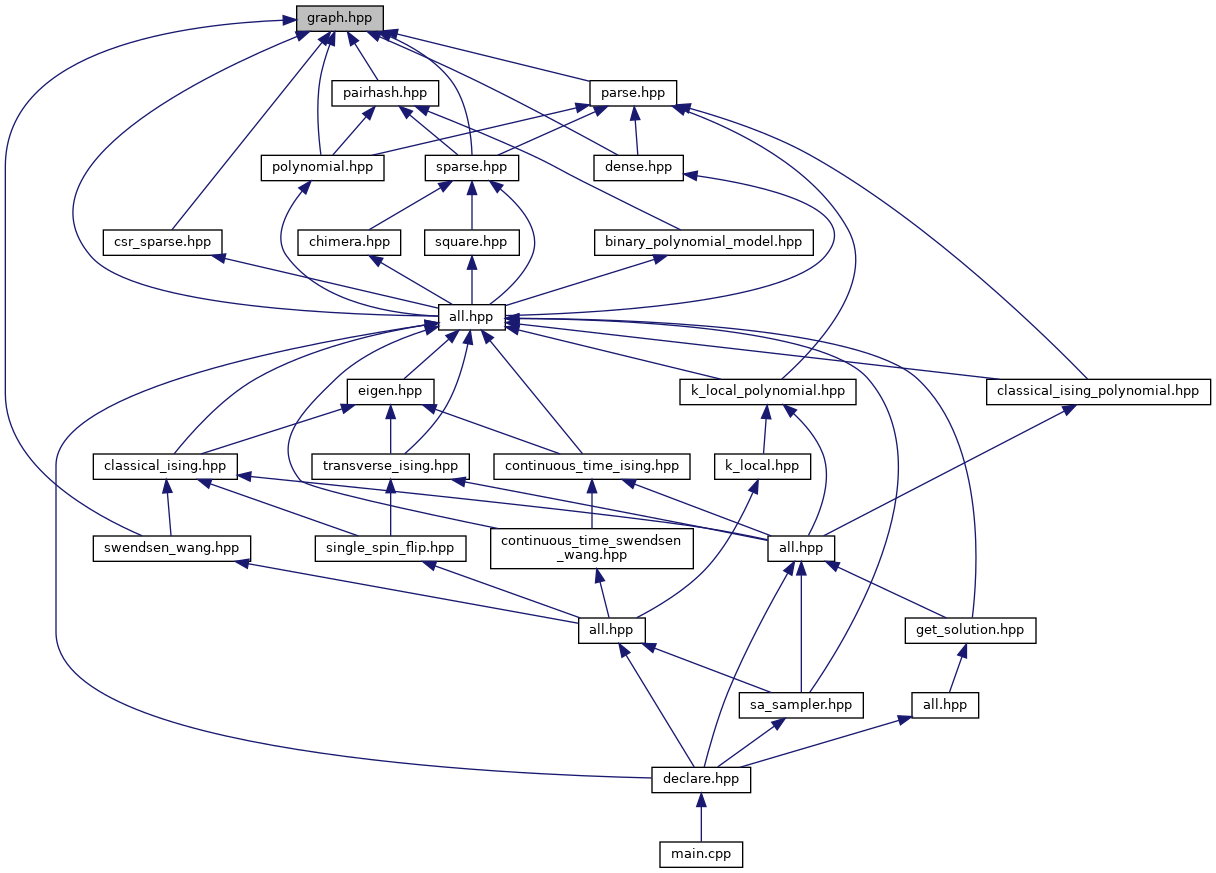 graph.hpp
pairhash.hpp
parse.hpp
polynomial.hpp
sparse.hpp
dense.hpp
csr_sparse.hpp
chimera.hpp
square.hpp
binary_polynomial_model.hpp
all.hpp
eigen.hpp
k_local_polynomial.hpp
classical_ising_polynomial.hpp
classical_ising.hpp
transverse_ising.hpp
continuous_time_ising.hpp
k_local.hpp
swendsen_wang.hpp
single_spin_flip.hpp
continuous_time_swendsen
_wang.hpp
all.hpp
all.hpp
get_solution.hpp
sa_sampler.hpp
all.hpp
declare.hpp
main.cpp